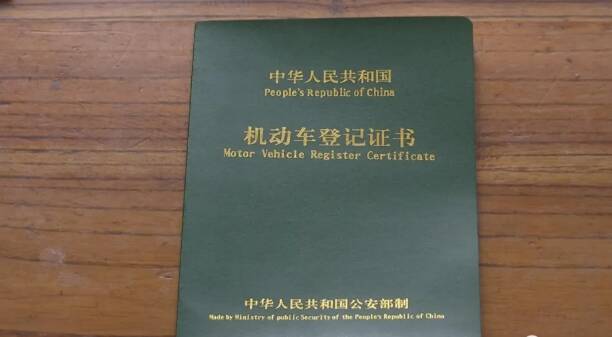 中华人民共和国
People's Republic of China
机动车登记证书
Motor Vehicle Register Certificate
中华人民共和国公安部制
Made by Ministry of public Security of the People's Republic of China